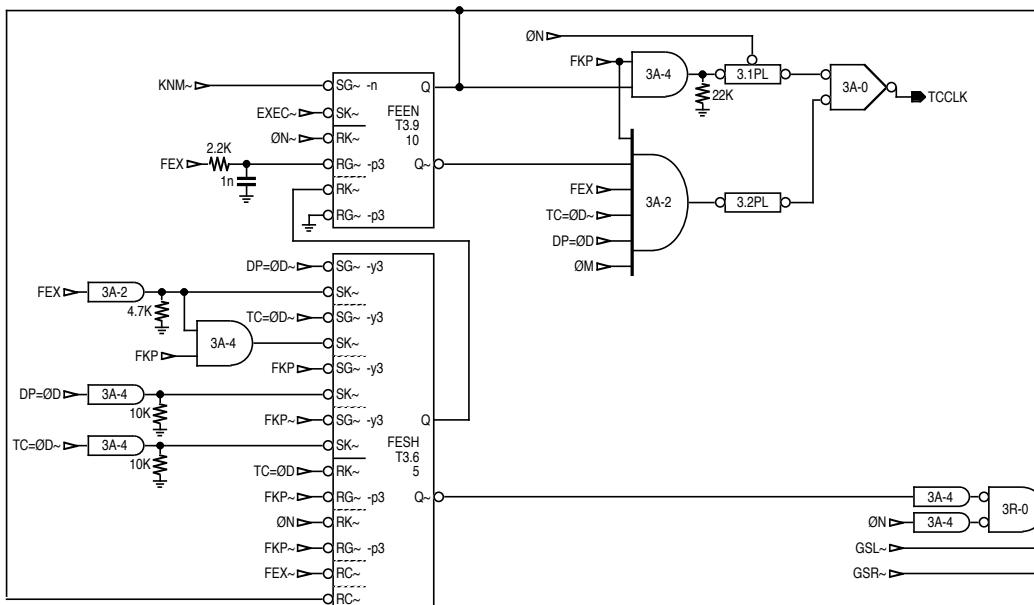 ØN
FKP
3A-4
3.1PL
22K
3A-0
TCCLK
KNM~
SG~ -n
Q
EXEC~
SK~
FEEN
T3.9
10
ØN~
RK~
2.2K
FEX
1n
RG~ -p3
Q~
RK~
RG~ -p3
FEX
TC=ØD~
DP=ØD
ØM
3A-2
3.2PL
DP=ØD~
SG~ -y3
FEX
3A-2
4.7K
SK~
TC=ØD~
SG~ -y3
3A-4
SK~
FKP
FKP
SG~ -y3
DP=ØD
3A-4
10K
SK~
FKP~
SG~ -y3
Q
TC=ØD~
3A-4
10K
SK~
FESH
T3.6
5
TC=ØD
RK~
FKP~
RG~ -p3
Q~
3A-4
3R-0
ØN
RK~
ØN
3A-4
FKP~
RG~ -p3
GSL~
FEX~
RC~
GSR~
RC~